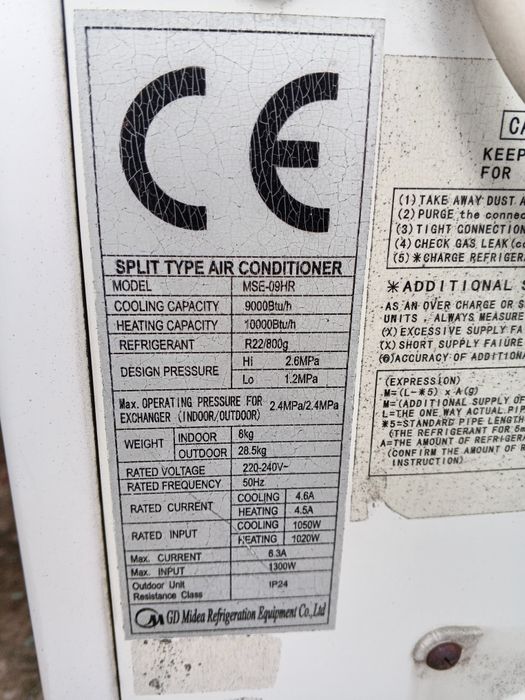 CE
SPLIT TYPE AIR CONDITIONER
MODEL MSE-09HR
COOLING CAPACITY 9000Btu/h
HEATING CAPACITY 10000Btu/h
REFRIGERANT R22/800g
DESIGN PRESSURE Hi 2.6MPa
Lo 1.2MPa
Max. OPERATING PRESSURE FOR EXCHANGER (INDOOR/OUTDOOR) 2.4MPa/2.4MPa
WEIGHT INDOOR 8kg
OUTDOOR 28.5kg
RATED VOLTAGE 220-240V~
RATED FREQUENCY 50Hz
RATED CURRENT COOLING 4.6A
HEATING 4.5A
RATED INPUT COOLING 1050W
HEATING 1020W
Max. CURRENT 6.3A
Max. INPUT 1300W
Outdoor Unit Resistance Class IP24
GD Midea Refrigeration Equipment Co., Ltd
KEEP
FOR
(1) TAKE AWAY DUST
(2) PURGE the
(3) TIGHT CONNECTION
(4) CHECK GAS LEAK
(5) *CHARGE
*ADDITIONAL
AS AN OVER CHARGE OR
UNITS. ALWAYS MEASURE
(X) EXCESSIVE SUPPLY
(X) SHORT SUPPLY FAILURE
ACCURACY OF
(EXPRESSION)
M=(L-*5) x A(g)
M=(ADDITIONAL SUPPLY OF
L=THE ONE WAY ACTUAL
*5=STANDARD PIPE LENGTH
(THE REFRIGERANT FOR
A=THE AMOUNT OF
(CONFIRM THE AMOUNT OF
INSTRUCTION)